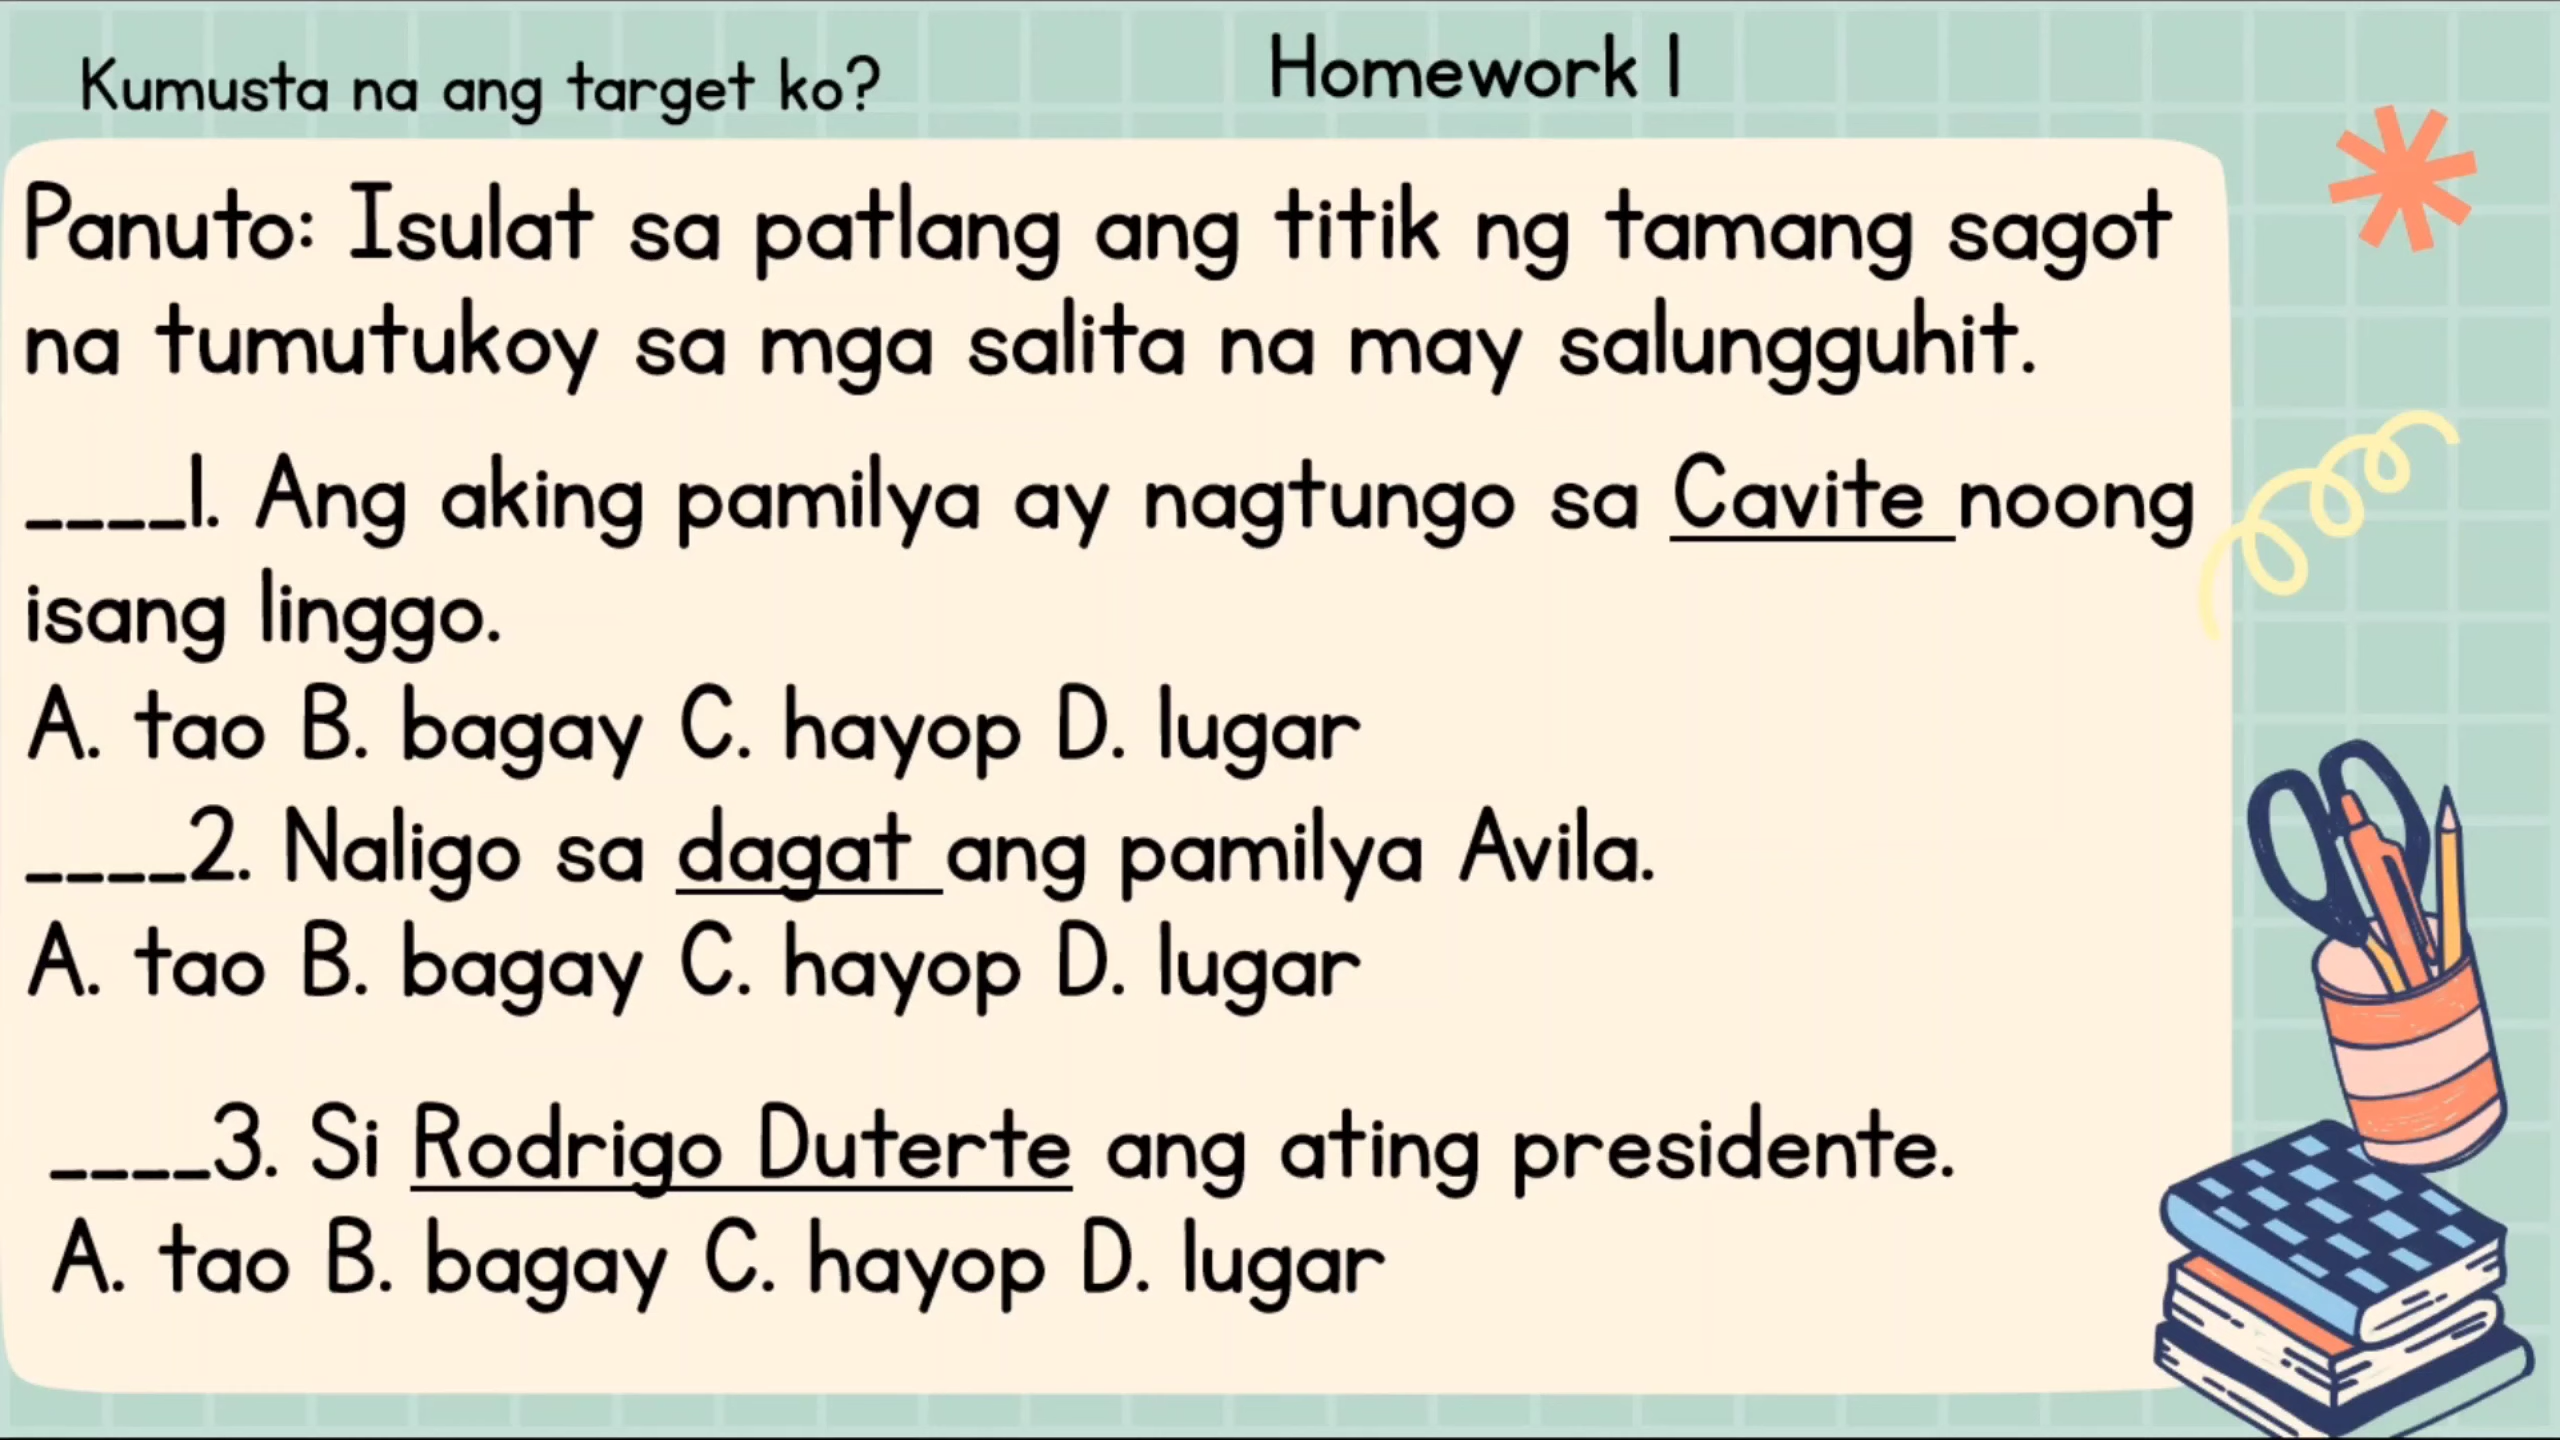 Kumusta na ang target ko?
Homework 1
Panuto: Isulat sa patlang ang titik ng tamang sagot
na tumutukoy sa mga salita na may salungguhit.
____1. Ang aking pamilya ay nagtungo sa Cavite noong
isang linggo.
A. tao B. bagay C. hayop D. lugar
____2. Naligo sa dagat ang pamilya Avila.
A. tao B. bagay C. hayop D. lugar
____3. Si Rodrigo Duterte ang ating presidente.
A. tao B. bagay C. hayop D. lugar